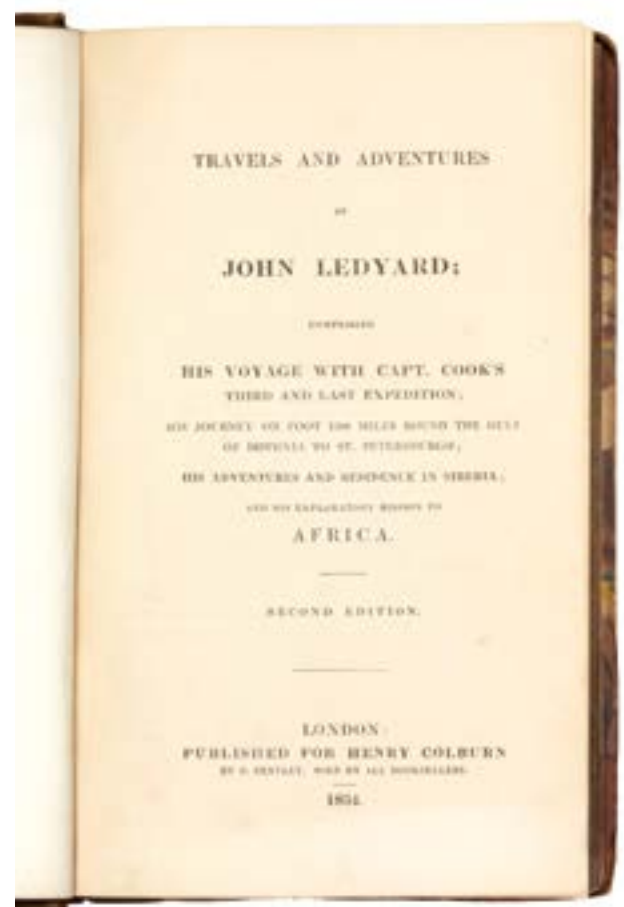 TRAVELS AND ADVENTURES
OF
JOHN LEDYARD;
COMPRISING
HIS VOYAGE WITH CAPT. COOK'S
THIRD AND LAST EXPEDITION;
HIS JOURNEY ON FOOT 1300 MILES ROUND THE GULF
OF BOTHNIA TO ST. PETERSBURGH;
HIS ADVENTURES AND RESIDENCE IN SIBERIA;
AND HIS EXPLORATORY MISSION TO
AFRICA.
SECOND EDITION.
LONDON:
PUBLISHED FOR HENRY COLBURN
BY R. BENTLEY. SOLD BY ALL BOOKSELLERS.
1834.